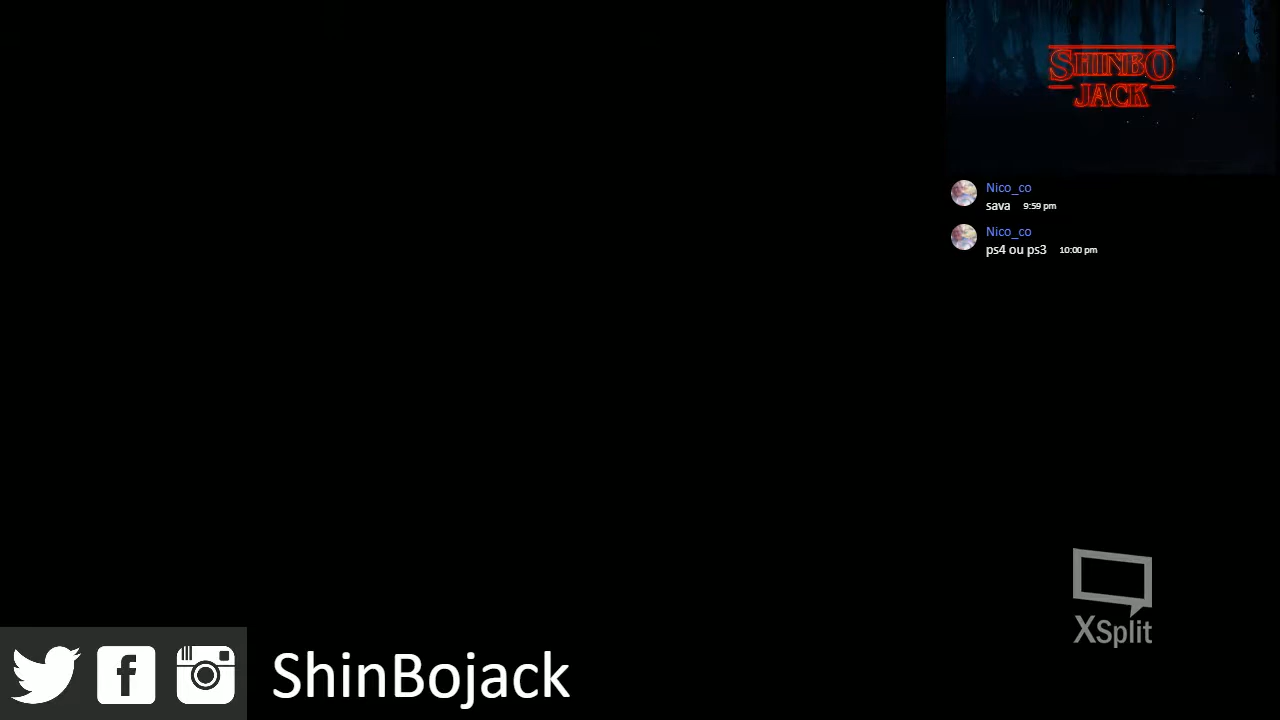 SHINBO
JACK
Nico_co
sava 9:59 pm
Nico_co
ps4 ou ps3 10:00 pm
XSplit
ShinBojack